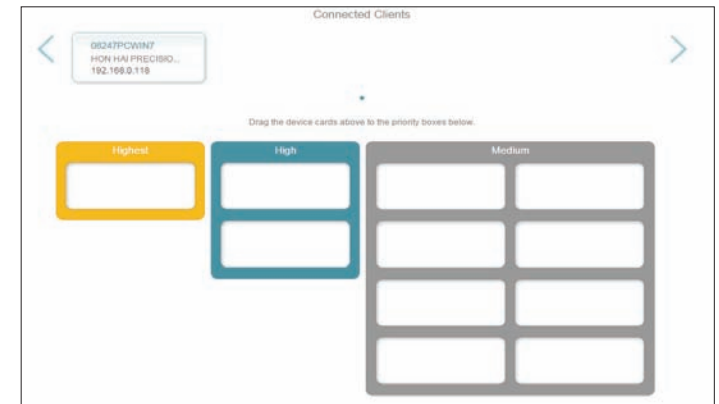 Connected Clients
08247PCWIN7
HON HAI PRECISIO...
192.168.0.118
Drag the device cards above to the priority boxes below.
Highest
High
Medium